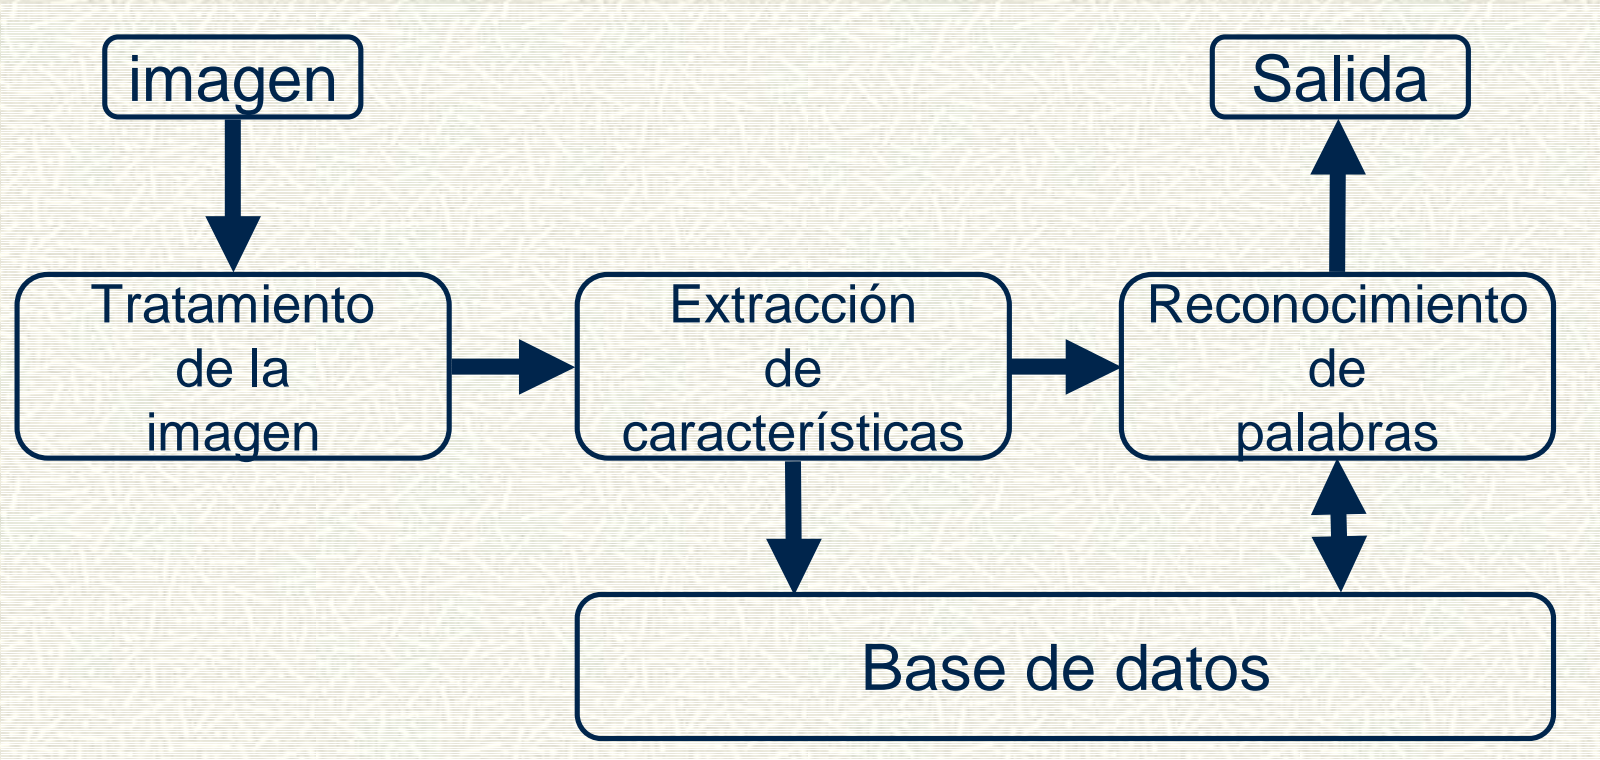 imagen
Salida
Tratamiento
de la
imagen
Extracción
de
características
Reconocimiento
de
palabras
Base de datos